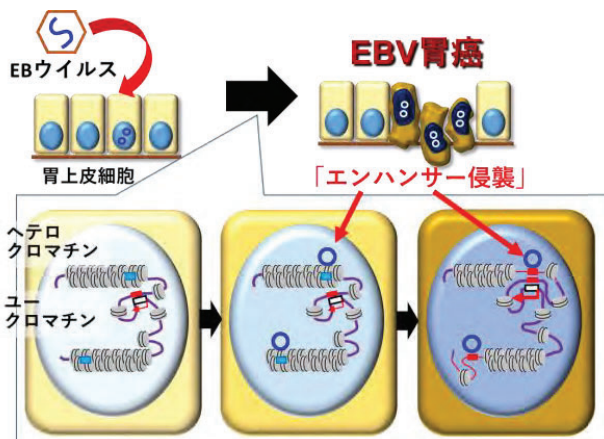 EBウイルス
EBV胃癌
胃上皮細胞
「エンハンサー侵襲」
ヘテロ
クロマチン
ユー
クロマチン